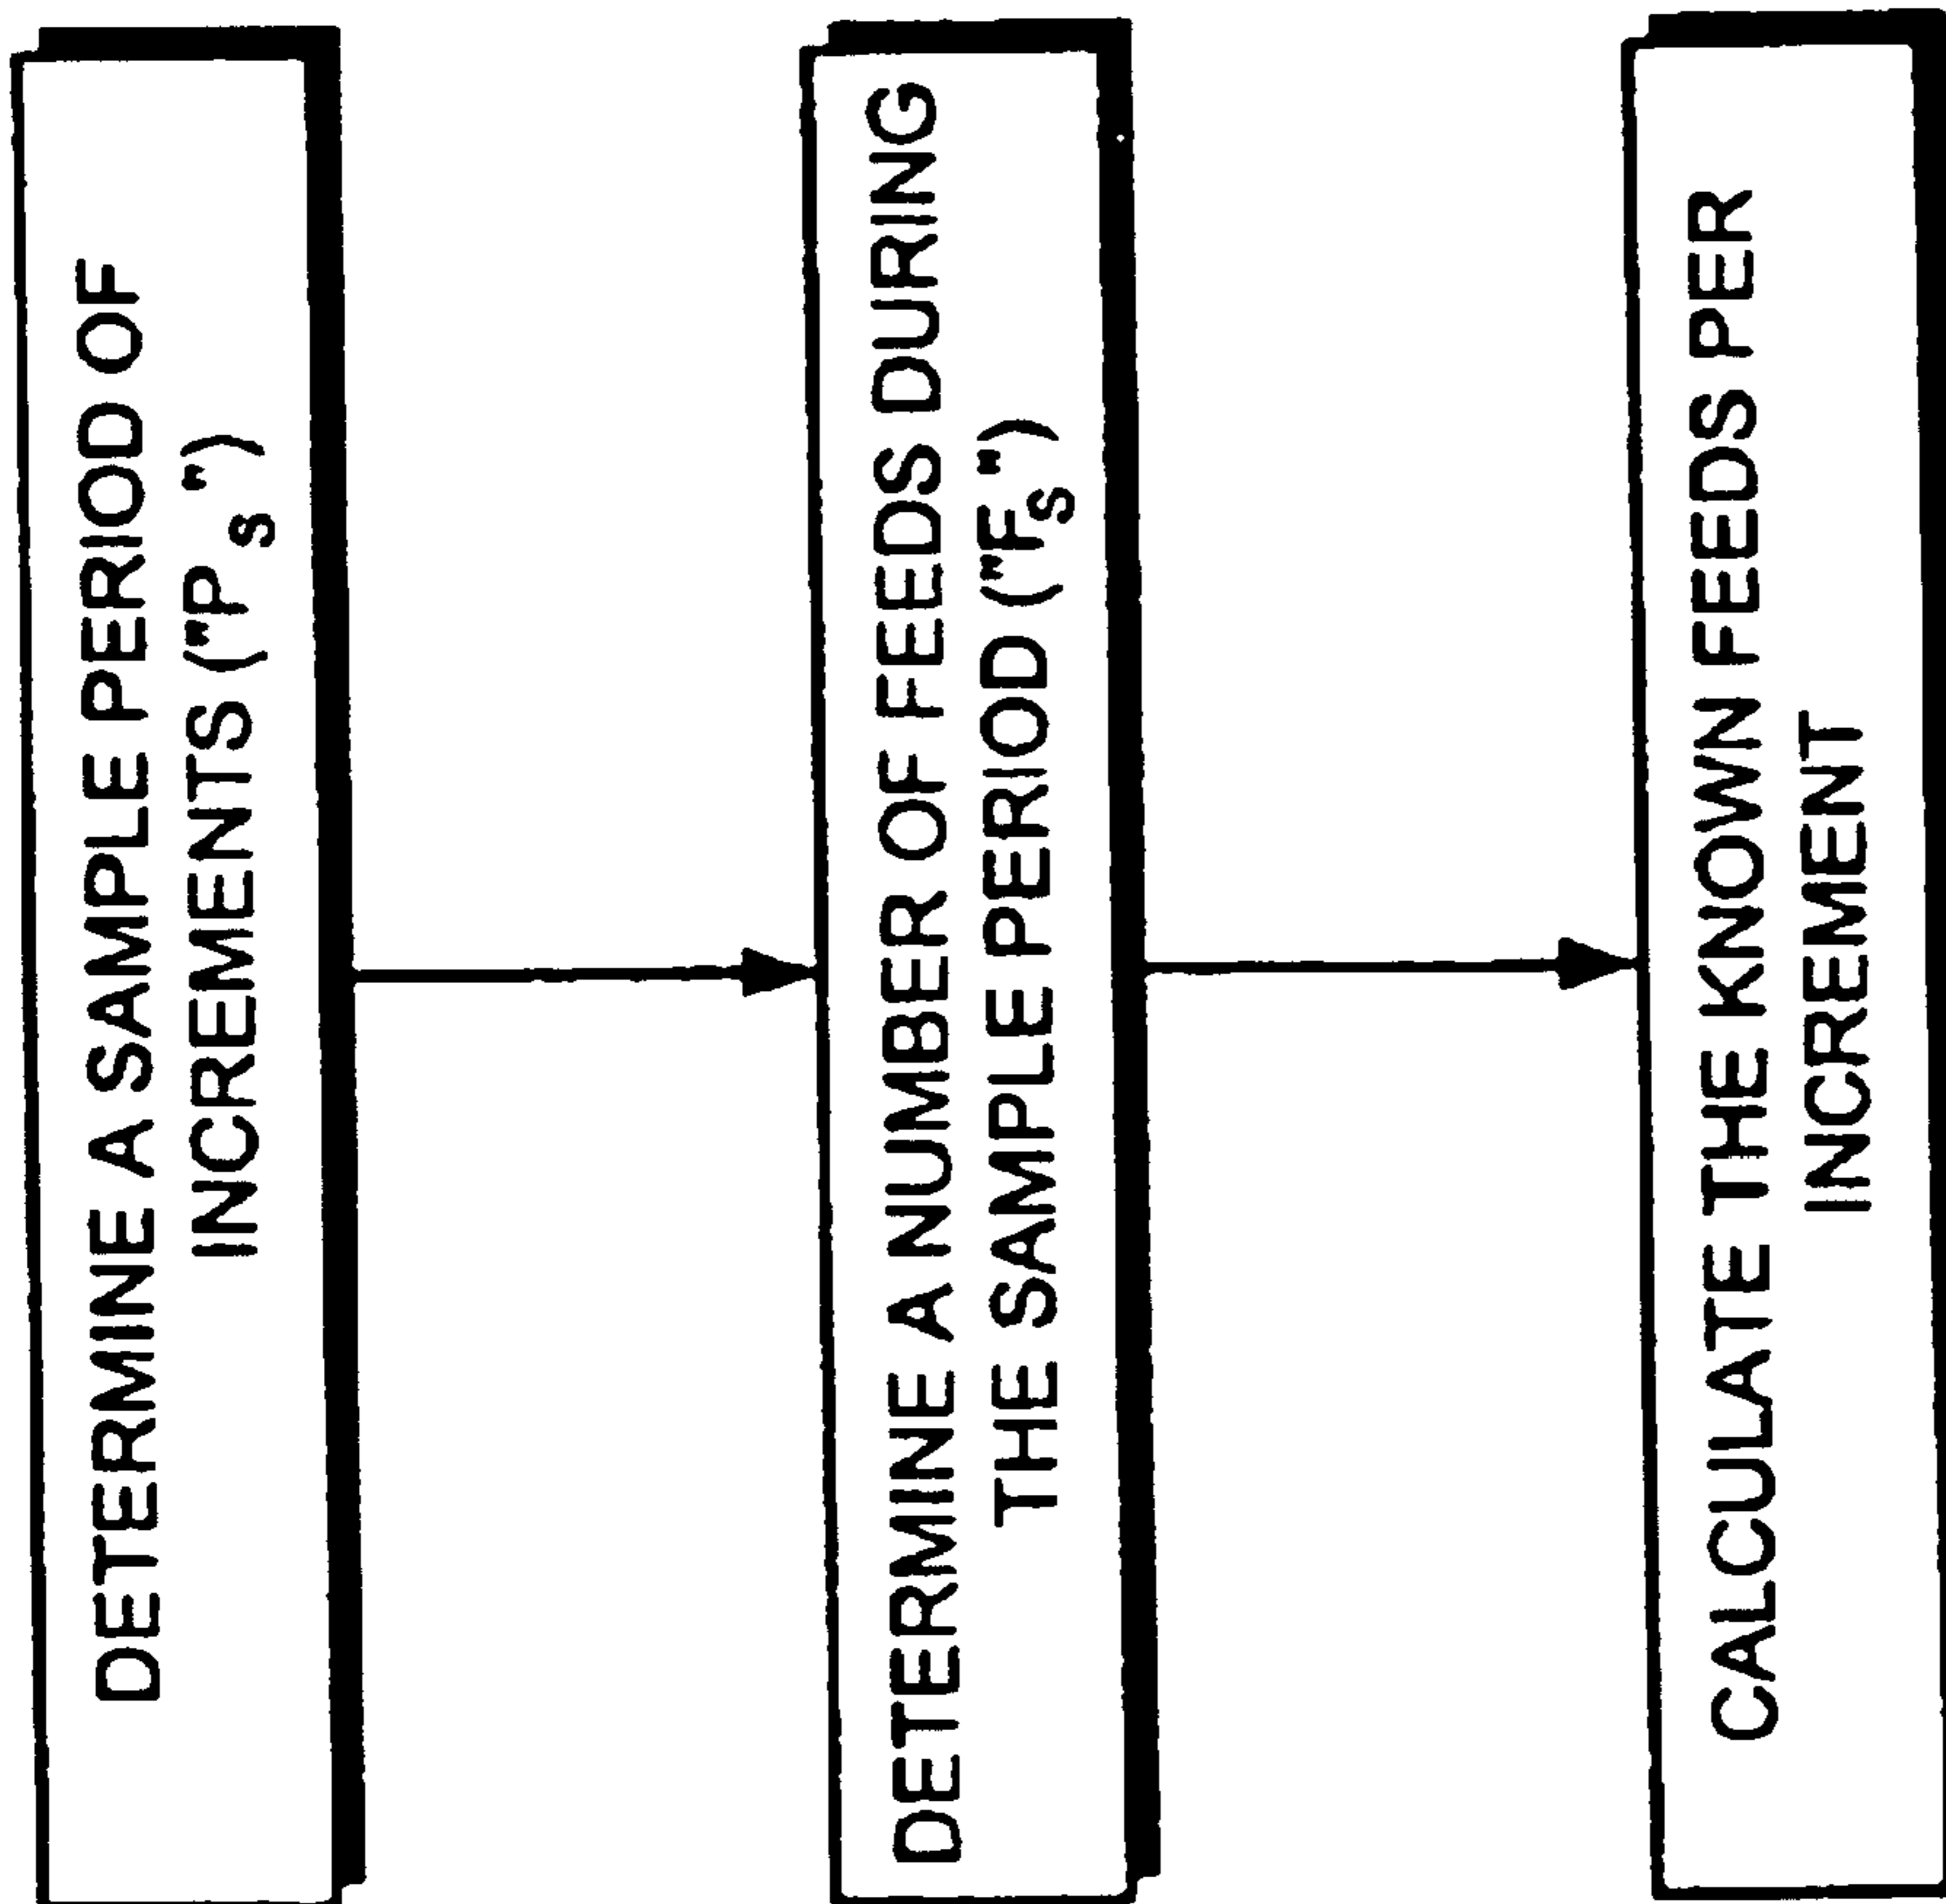 DETERMINE A SAMPLE PERIOD OF
INCREMENTS ("P s")
DETERMINE A NUMBER OF FEEDS DURING
THE SAMPLE PERIOD ("Fs")
CALCULATE THE KNOWN FEEDS PER
INCREMENT